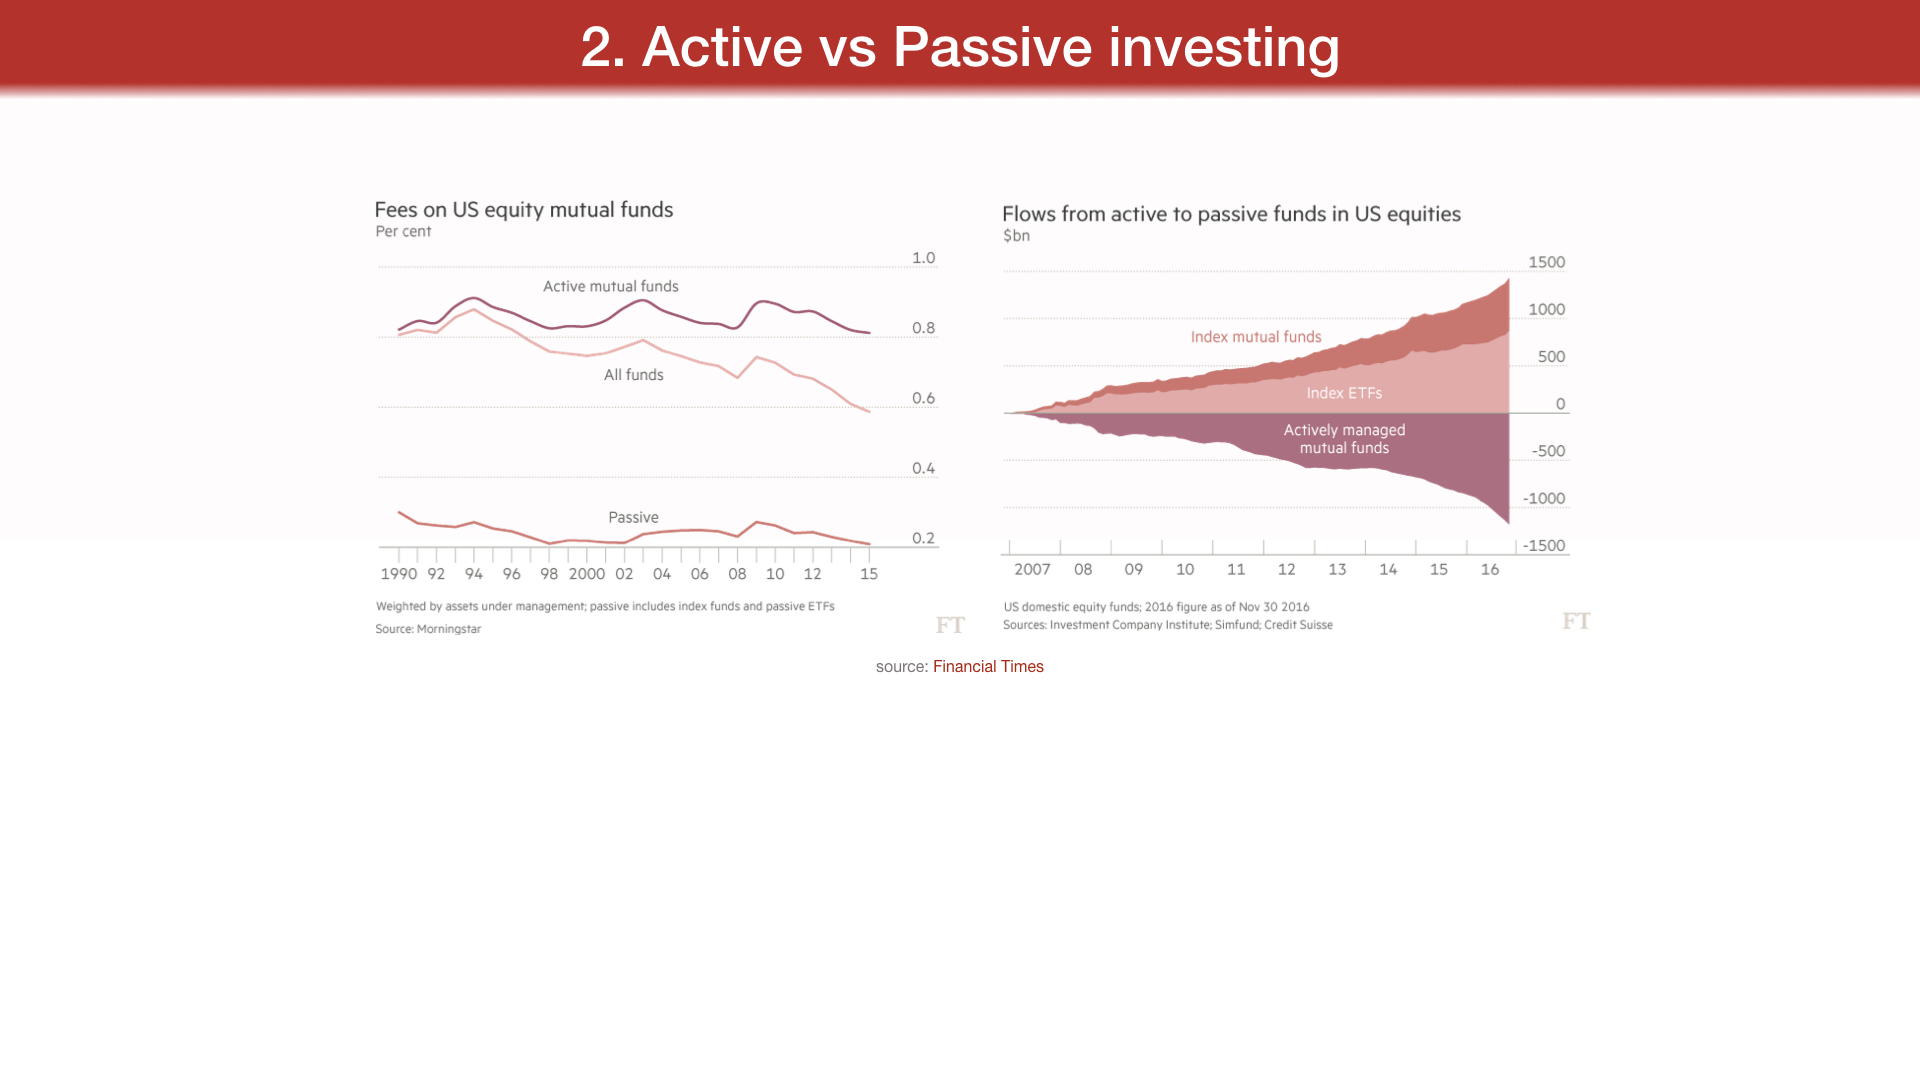 2. Active vs Passive investing
Fees on US equity mutual funds
Per cent
1.0
Active mutual funds
0.8
All funds
0.6
0.4
Passive
0.2
1990 92 94 96 98 2000 02 04 06 08 10 12 15
Weighted by assets under management; passive includes index funds and passive ETFs
Source: Morningstar
FT
Flows from active to passive funds in US equities
$bn
1500
1000
Index mutual funds
500
Index ETFs
0
Actively managed
mutual funds
-500
-1000
-1500
2007 08 09 10 11 12 13 14 15 16
US domestic equity funds; 2016 figure as of Nov 30 2016
Sources: Investment Company Institute; Simfund; Credit Suisse
FT
source: Financial Times